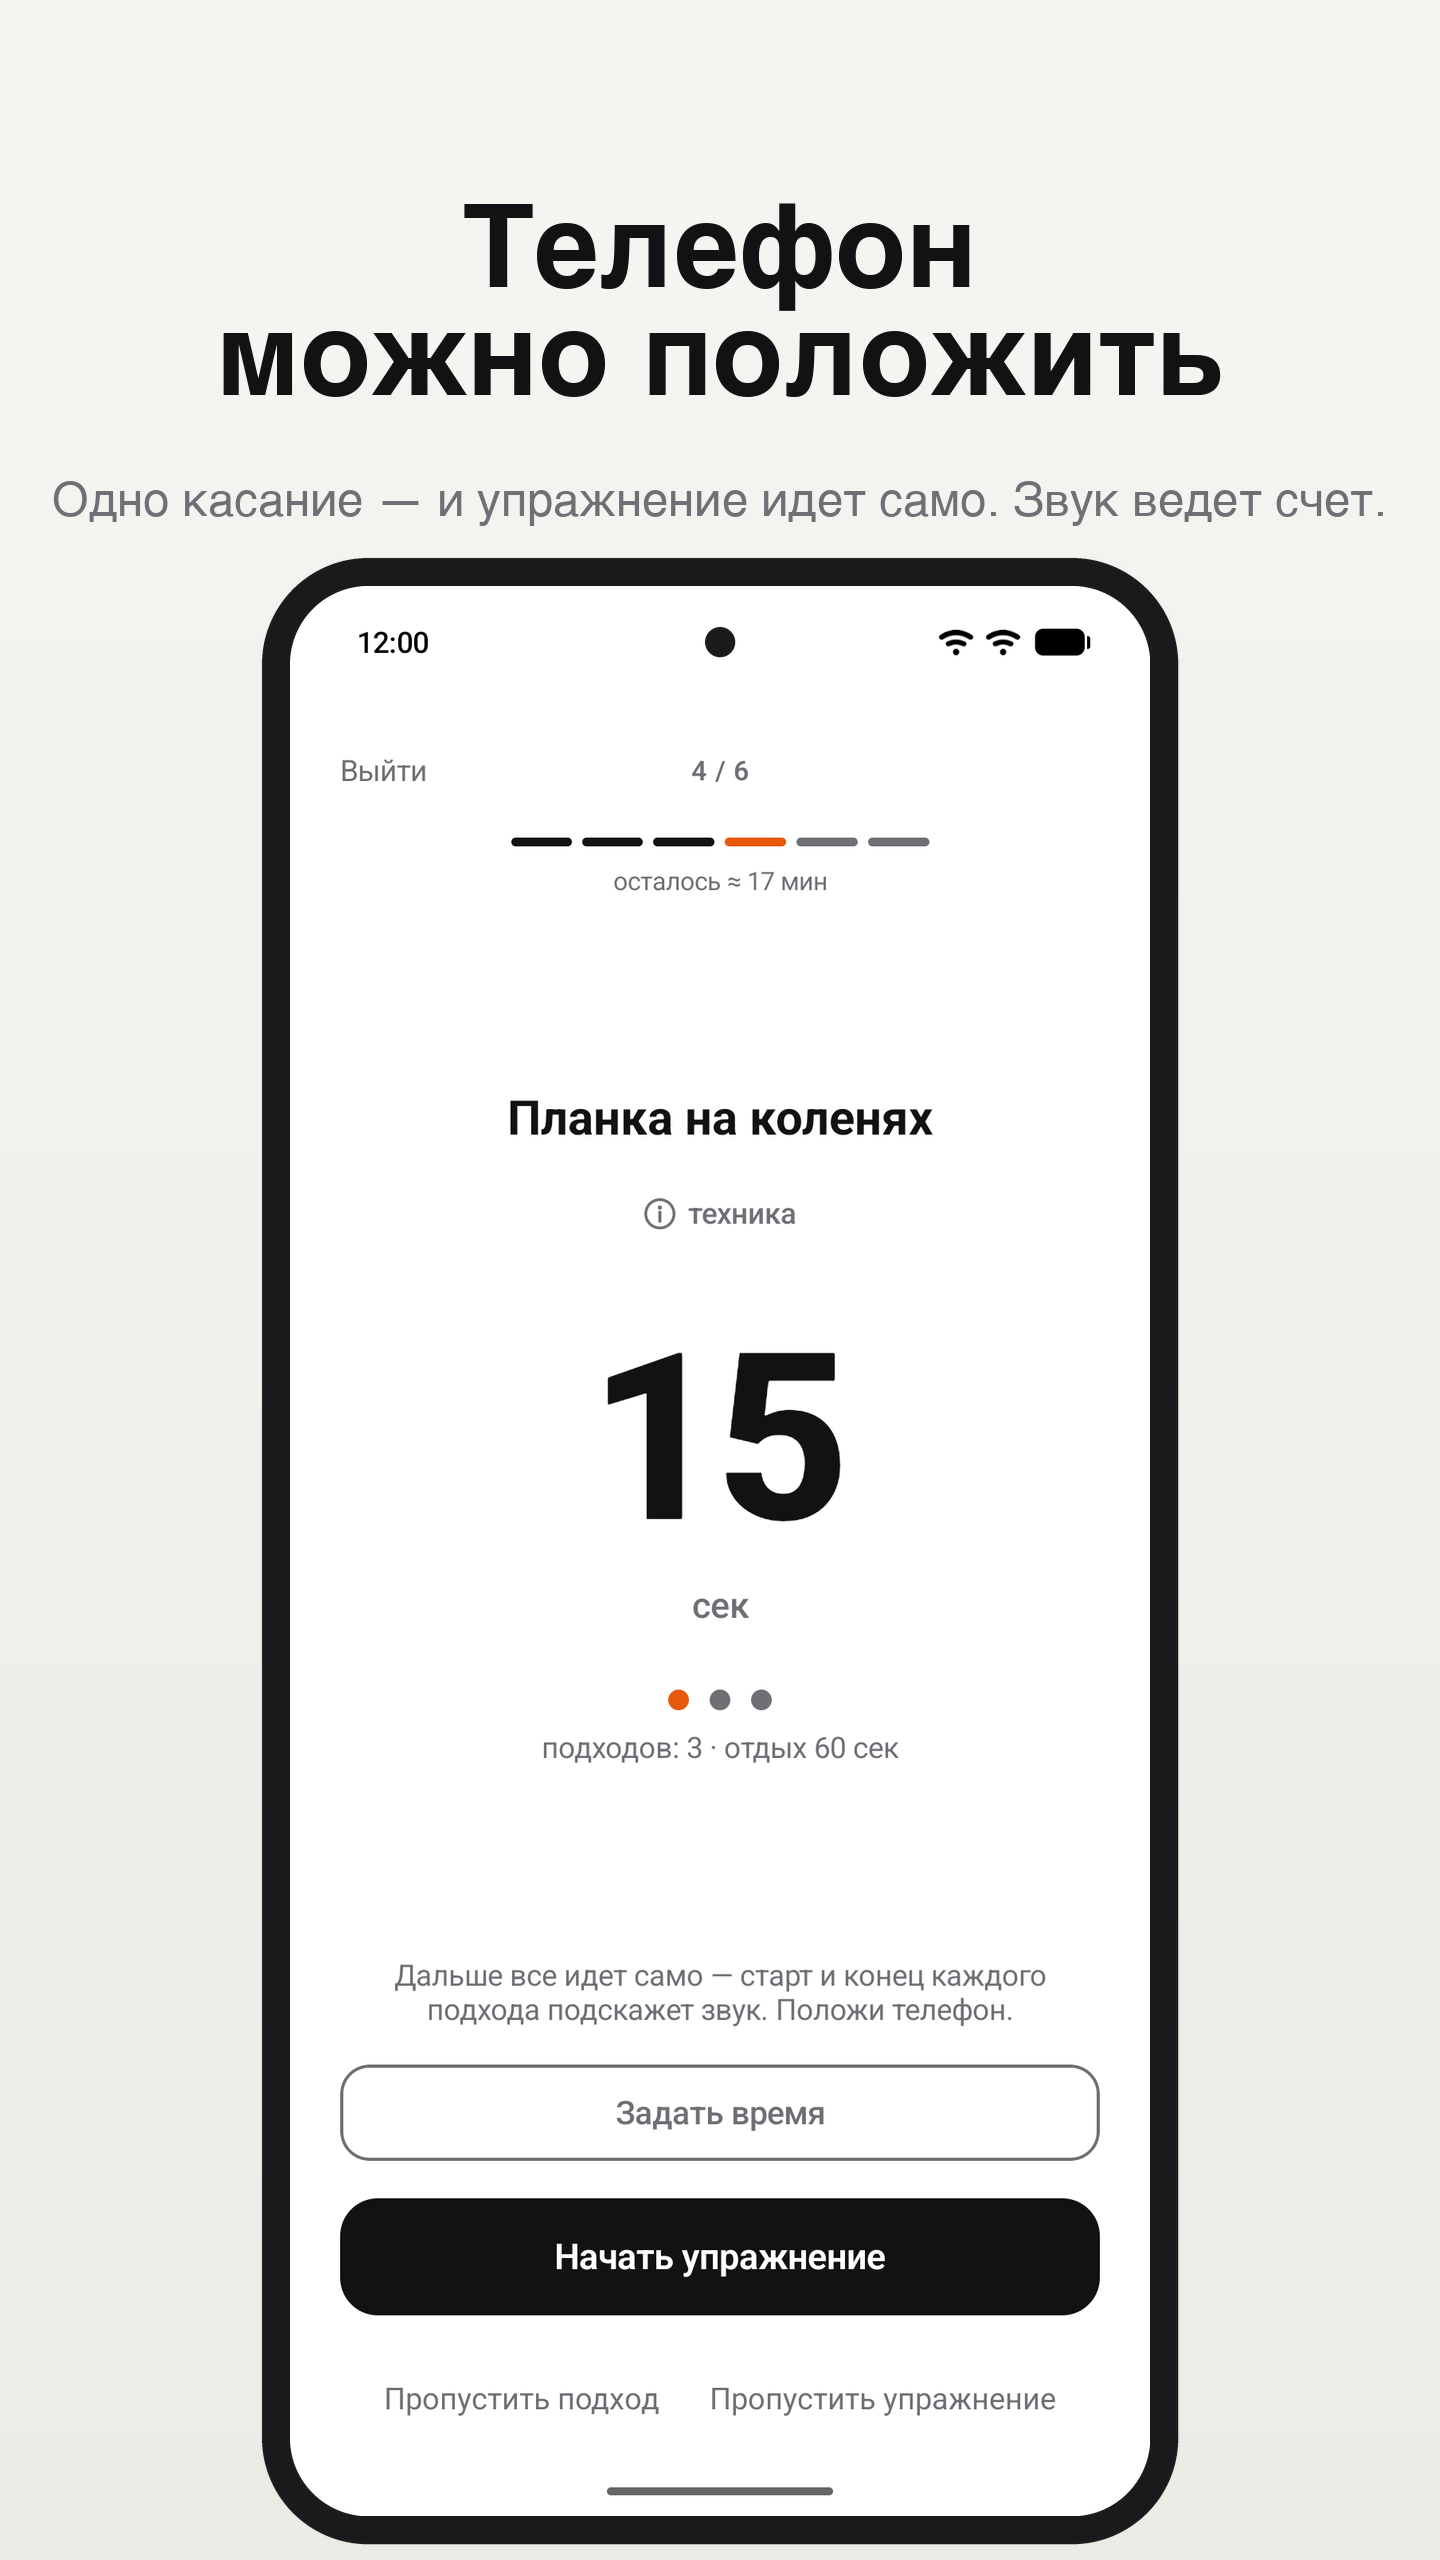 Телефон
можно положить
Одно касание — и упражнение идет само. Звук ведет счет.
12:00
Выйти
4 / 6
осталось ≈ 17 мин
Планка на коленях
техника
15
сек
подходов: 3 · отдых 60 сек
Дальше все идет само — старт и конец каждого
подхода подскажет звук. Положи телефон.
Задать время
Начать упражнение
Пропустить подход
Пропустить упражнение